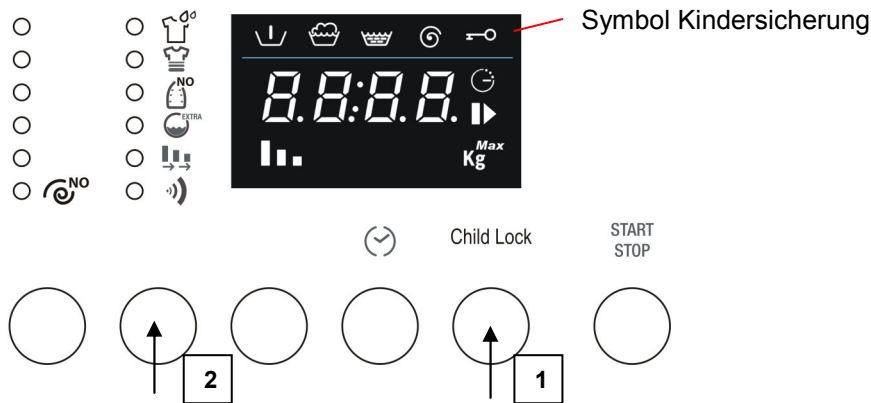 Symbol Kindersicherung
NO
EXTRA
NO
8.8:8.8.
Max
Kg
Child Lock
START
STOP
2
1